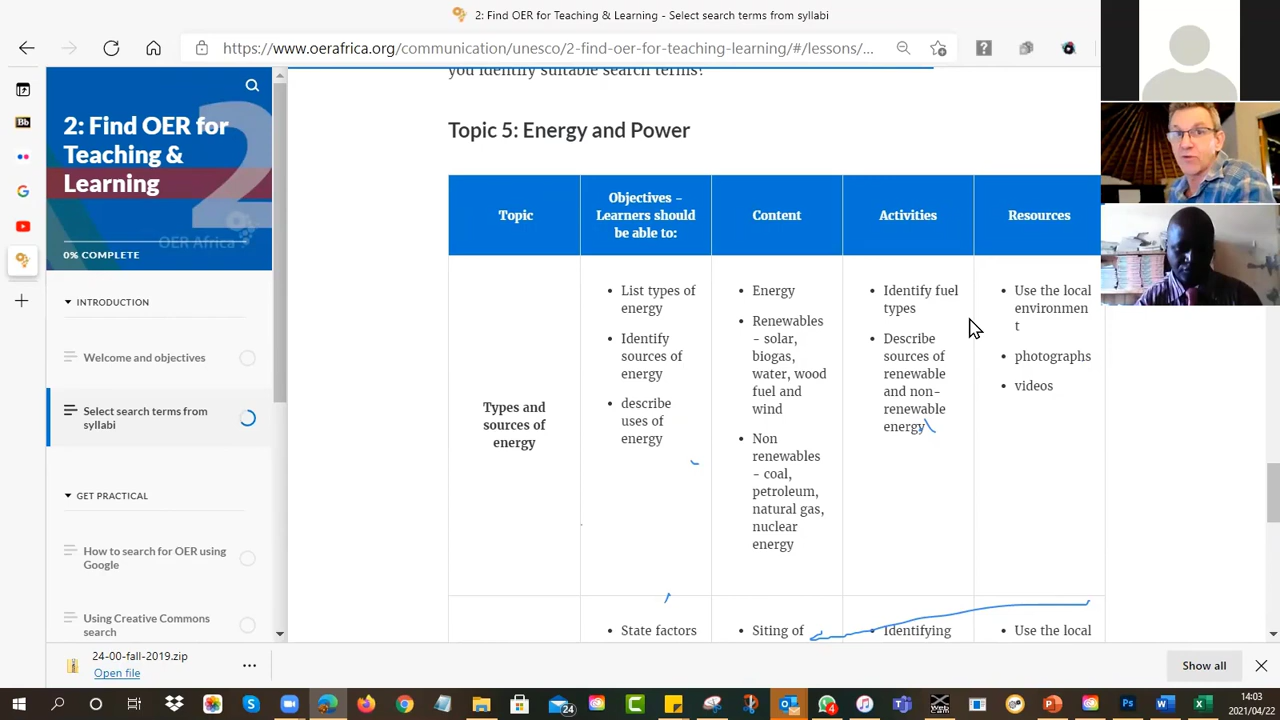 2: Find OER for Teaching & Learning - Select search terms from syllabi
https://www.oerafrica.org/communication/unesco/2-find-oer-for-teaching-learning/#/lessons/...
Bb
2: Find OER for
Teaching &
Learning
OER Africa
0% COMPLETE
INTRODUCTION
Welcome and objectives
Select search terms from
syllabi
GET PRACTICAL
How to search for OER using
Google
Using Creative Commons
search
you identify suitable search terms?
Topic 5: Energy and Power
Topic
Objectives -
Learners should
be able to:
Content
Activities
Resources
Types and
sources of
energy
• List types of
energy
• Identify
sources of
energy
• describe
uses of
energy
• Energy
• Renewables
- solar,
biogas,
water, wood
fuel and
wind
• Non
renewables
- coal,
petroleum,
natural gas,
nuclear
energy
• Identify fuel
types
• Describe
sources of
renewable
and non-
renewable
energy
• Use the local
environmen
t
• photographs
• videos
• State factors
• Siting of
• Identifying
• Use the local
24-00-fall-2019.zip
Open file
Show all
24
4
14:03
2021/04/22